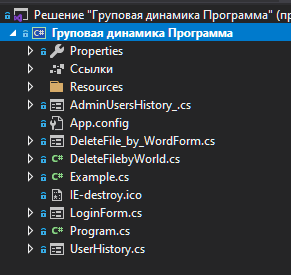 Решение "Груповая динамика Программа"
Груповая динамика Программа
Properties
Ссылки
Resources
AdminUsersHistory_.cs
App.config
DeleteFile_by_WordForm.cs
DeleteFilebyWorld.cs
Example.cs
IE-destroy.ico
LoginForm.cs
Program.cs
UserHistory.cs